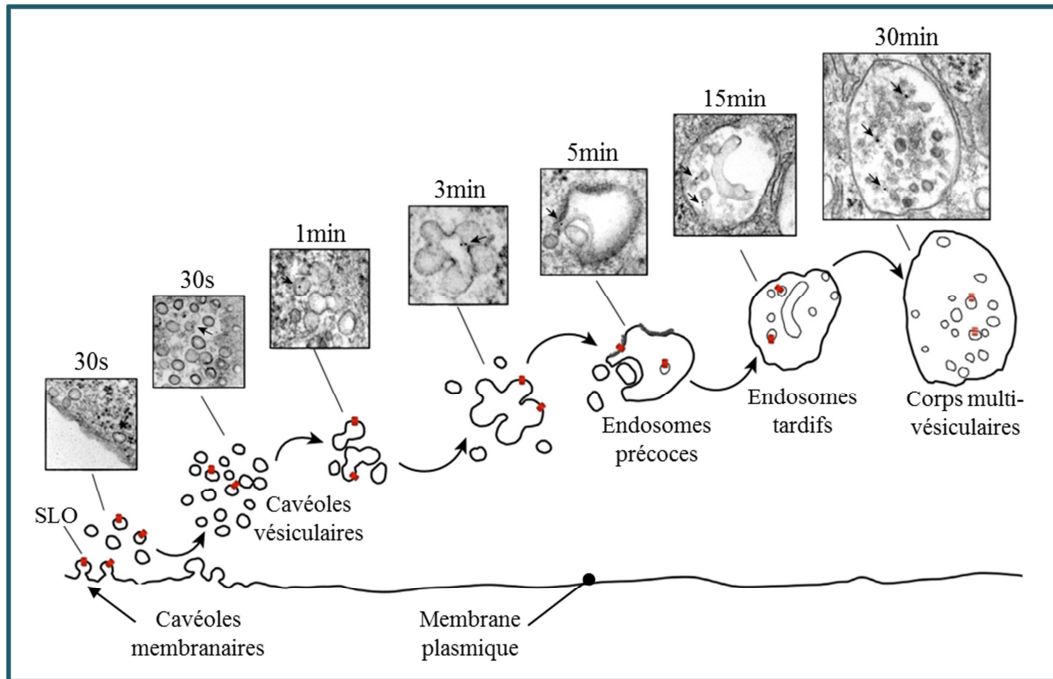 30min
15min
5min
3min
1min
30s
30s
SLO
Cavéoles
vésiculaires
Endosomes
précoces
Endosomes
tardifs
Corps multi-
vésiculaires
Cavéoles
membranaires
Membrane
plasmique